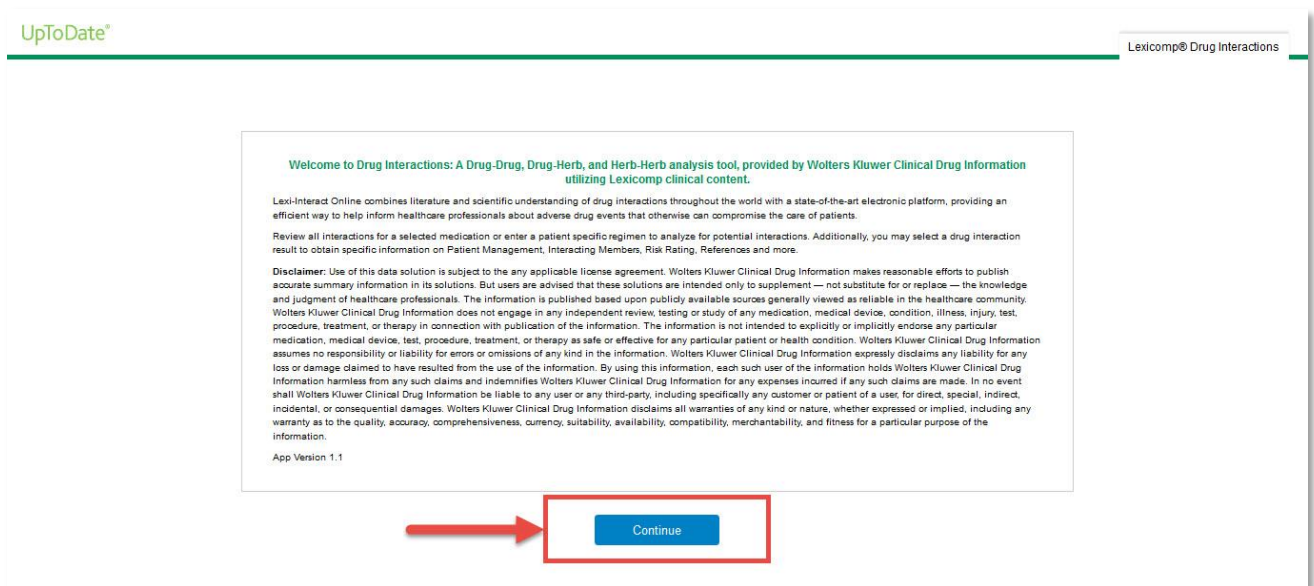 UpToDate®
Lexicomp® Drug Interactions
Welcome to Drug Interactions: A Drug-Drug, Drug-Herb, and Herb-Herb analysis tool, provided by Wolters Kluwer Clinical Drug Information
utilizing Lexicomp clinical content.
Lexi-Interact Online combines literature and scientific understanding of drug interactions throughout the world with a state-of-the-art electronic platform, providing an
efficient way to help inform healthcare professionals about adverse drug events that otherwise can compromise the care of patients.
Review all interactions for a selected medication or enter a patient specific regimen to analyze for potential interactions. Additionally, you may select a drug interaction
result to obtain specific information on Patient Management, Interacting Members, Risk Rating, References and more.
Disclaimer: Use of this data solution is subject to the any applicable license agreement. Wolters Kluwer Clinical Drug Information makes reasonable efforts to publish
accurate summary information in its solutions. But users are advised that these solutions are intended only to supplement — not substitute for or replace — the knowledge
and judgment of healthcare professionals. The information is published based upon publicly available sources generally viewed as reliable in the healthcare community.
Wolters Kluwer Clinical Drug Information does not engage in any independent review, testing or study of any medication, medical device, condition, illness, injury, test,
procedure, treatment, or therapy in connection with publication of the information. The information is not intended to explicitly or implicitly endorse any particular
medication, medical device, test, procedure, treatment, or therapy as safe or effective for any particular patient or health condition. Wolters Kluwer Clinical Drug Information
assumes no responsibility or liability for errors or omissions of any kind in the information. Wolters Kluwer Clinical Drug Information expressly disclaims any liability for any
loss or damage claimed to have resulted from the use of the information. By using this information, each such user of the information holds Wolters Kluwer Clinical Drug
Information harmless from any such claims and indemnifies Wolters Kluwer Clinical Drug Information for any expenses incurred if any such claims are made. In no event
shall Wolters Kluwer Clinical Drug Information be liable to any user or any third-party, including specifically any customer or patient of a user, for direct, special, indirect,
incidental, or consequential damages. Wolters Kluwer Clinical Drug Information disclaims all warranties of any kind or nature, whether expressed or implied, including any
warranty as to the quality, accuracy, comprehensiveness, currency, suitability, availability, compatibility, merchantability, and fitness for a particular purpose of the
information.
App Version 1.1
Continue